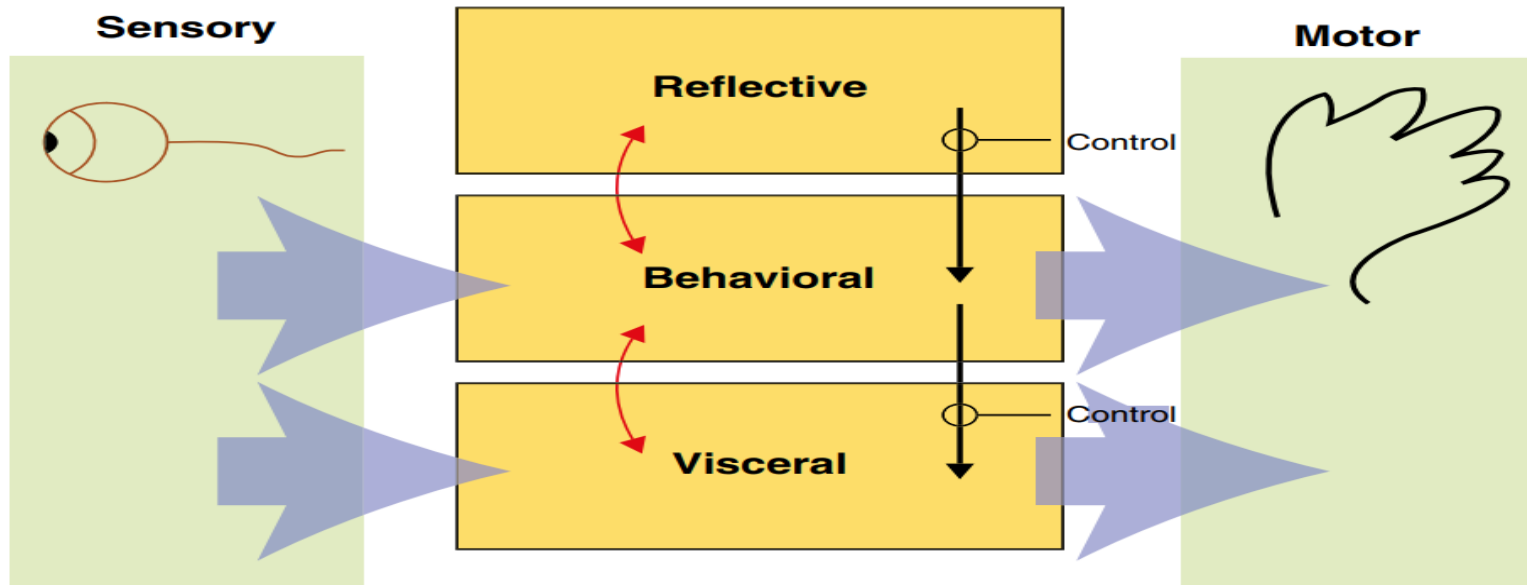 Sensory
Reflective
Motor
Control
Behavioral
Control
Visceral